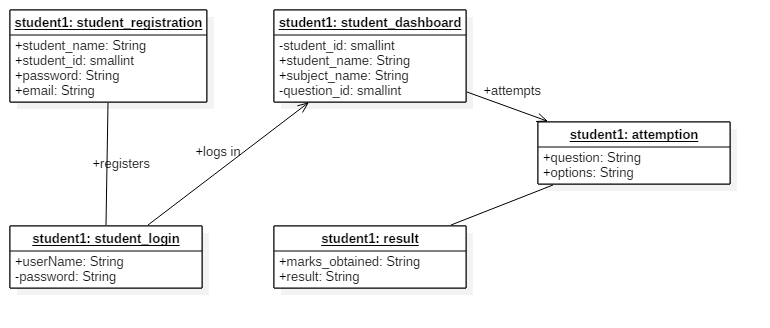 student1: student_registration
+student_name: String
+student_id: smallint
+password: String
+email: String
student1: student_dashboard
-student_id: smallint
+student_name: String
+subject_name: String
-question_id: smallint
+attempts
student1: attemption
+question: String
+options: String
+registers
+logs in
student1: student_login
+userName: String
-password: String
student1: result
+marks_obtained: String
+result: String